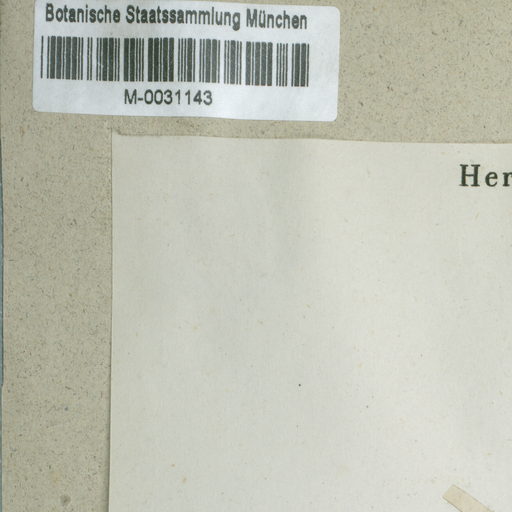 Botanische Staatssammlung München
M-0031143
Her